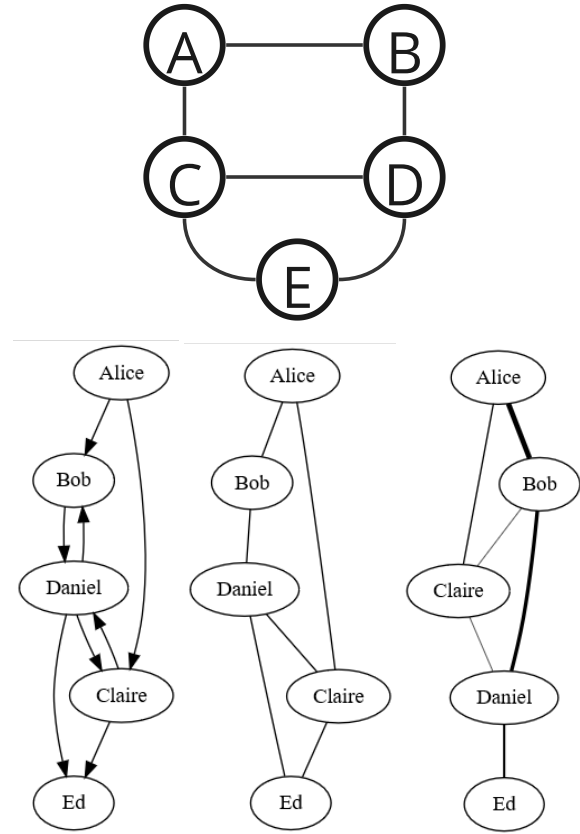 A B
C D
E
Alice
Bob
Daniel
Claire
Ed
Alice
Bob
Daniel
Claire
Ed
Alice
Bob
Claire
Daniel
Ed